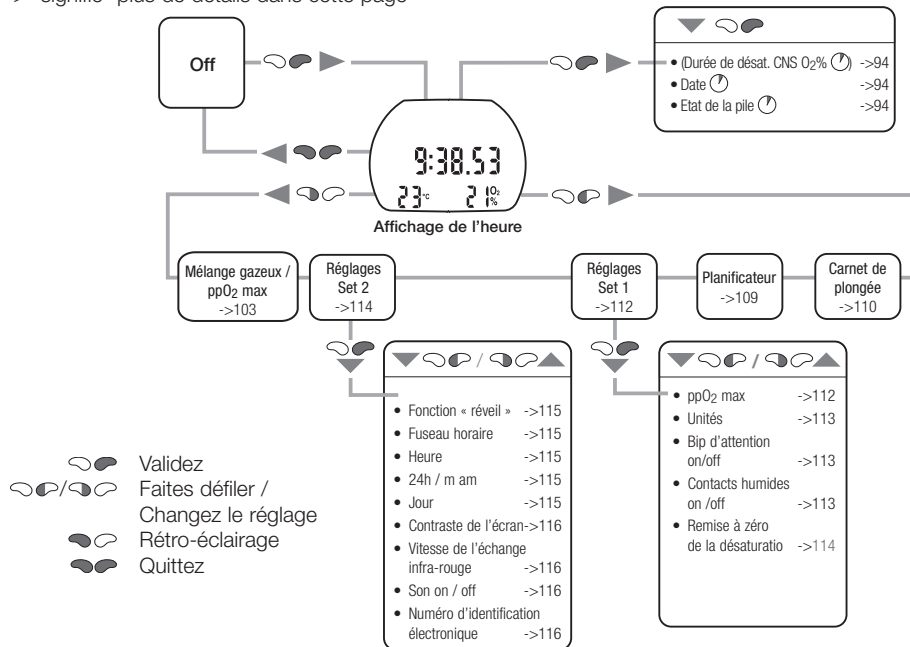 -> signifie "plus de détails dans cette page"
Off
• (Durée de désat. CNS O2% ) ->94
• Date ->94
• Etat de la pile ->94
9:38.53
23°C 21 O2%
Affichage de l'heure
Mélange gazeux /
ppO2 max
->103
Réglages
Set 2
->114
Réglages
Set 1
->112
Planificateur
->109
Carnet de
plongée
->110
/
• Fonction « réveil » ->115
• Fuseau horaire ->115
• Heure ->115
• 24h / m am ->115
• Jour ->115
• Contraste de l'écran->116
• Vitesse de l'échange
infra-rouge ->116
• Son on / off ->116
• Numéro d'identification
électronique ->116
/
• ppO2 max ->112
• Unités ->113
• Bip d'attention
on/off ->113
• Contacts humides
on /off ->113
• Remise à zéro
de la désaturatio ->114
Validez
/ Faites défiler /
Changez le réglage
Rétro-éclairage
Quittez